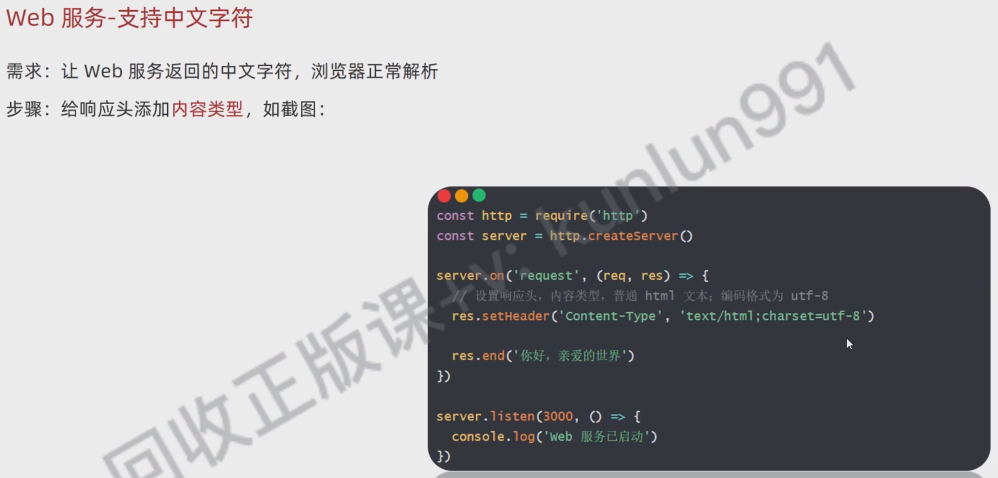 Web 服务-支持中文字符
需求：让 Web 服务返回的中文字符，浏览器正常解析
步骤：给响应头添加内容类型，如截图：
const http = require('http')
const server = http.createServer()
server.on('request', (req, res) => {
// 设置响应头，内容类型，普通 html 文本；编码格式为 utf-8
res.setHeader('Content-Type', 'text/html;charset=utf-8')
res.end('你好，亲爱的世界')
})
server.listen(3000, () => {
console.log('Web 服务已启动')
})
回收正版课+v: kunlun991